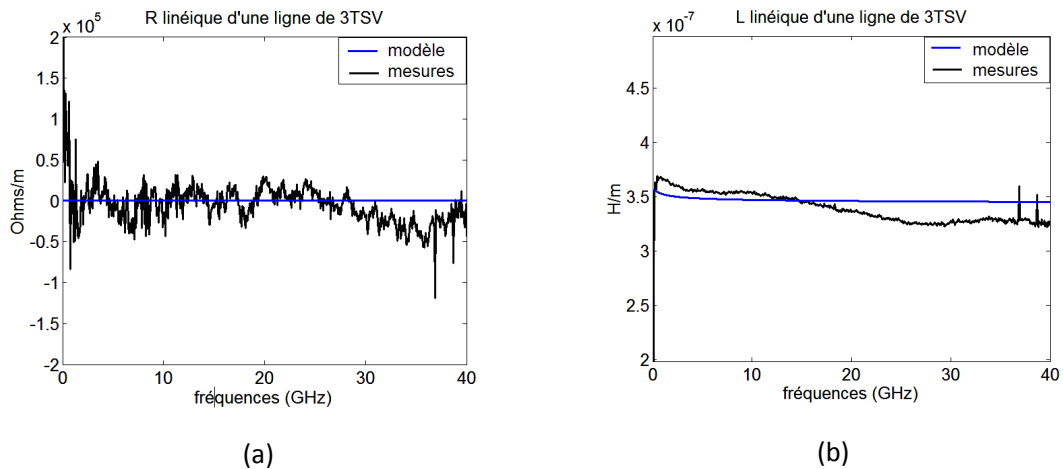 R linéique d'une ligne de 3TSV
x 10^5
2
1.5
1
0.5
0
-0.5
-1
-1.5
-2
Ohms/m
0
10
20
30
40
fréquences (GHz)
modèle
mesures
(a)
L linéique d'une ligne de 3TSV
x 10^-7
4.5
4
3.5
3
2.5
2
H/m
0
10
20
30
40
fréquences (GHz)
modèle
mesures
(b)